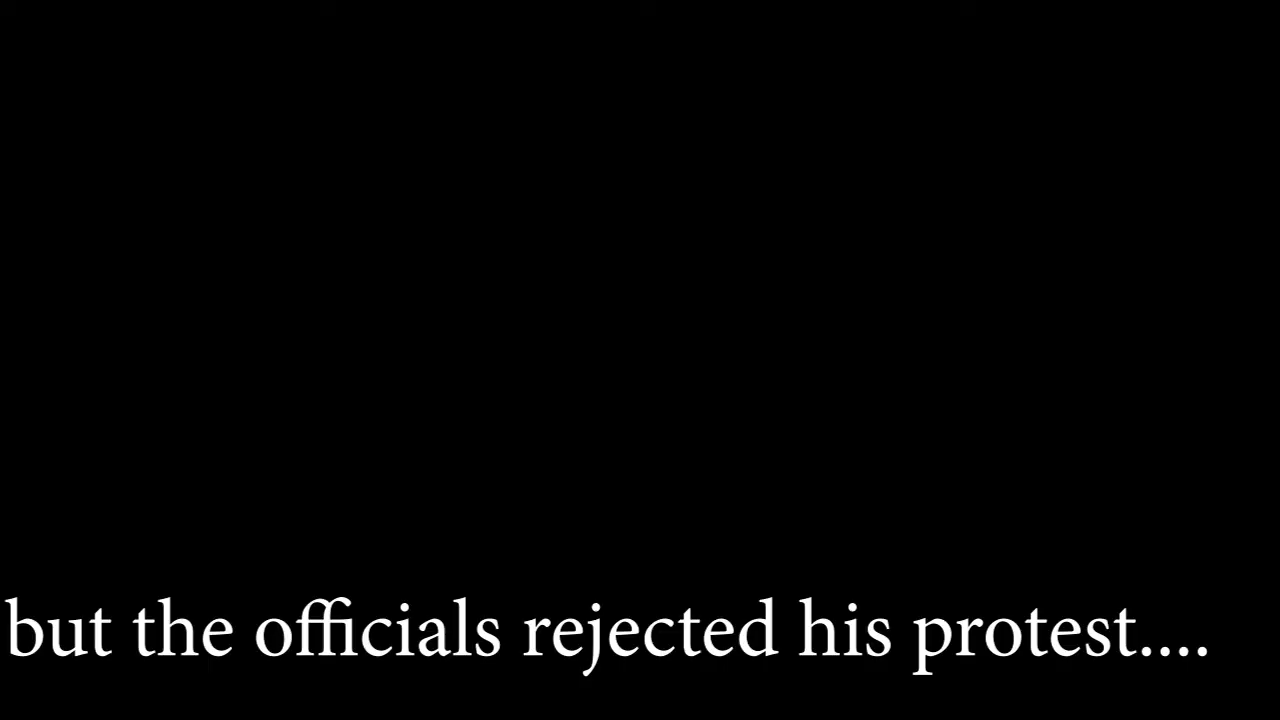 but the officials rejected his protest....